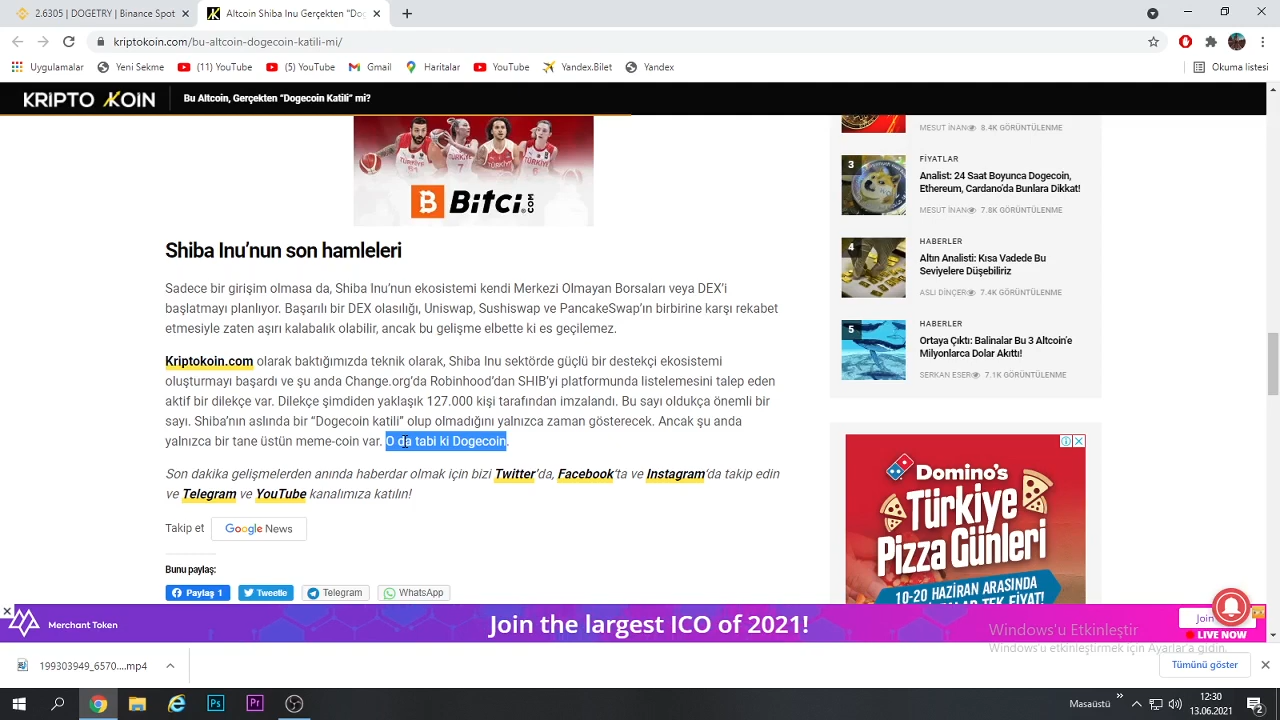 2.6305 | DOGETRY | Binance Spot
Altcoin Shiba Inu Gerçekten "Dog
kriptokoin.com/bu-altcoin-dogecoin-katili-mi/
Uygulamalar
Yeni Sekme
(11) YouTube
(5) YouTube
Gmail
Haritalar
YouTube
Yandex.Bilet
Yandex
Okuma listesi
KRIPTO KOIN
Bu Altcoin, Gerçekten “Dogecoin Katili” mi?
TÜRKİYE
BBitci.com
Shiba Inu’nun son hamleleri
Sadece bir girişim olmasa da, Shiba Inu’nun ekosistemi kendi Merkezi Olmayan Borsaları veya DEX’i
başlatmayı planlıyor. Başarılı bir DEX olasılığı, Uniswap, Sushiswap ve PancakeSwap’ın birbirine karşı rekabet
etmesiyle zaten aşırı kalabalık olabilir, ancak bu gelişme elbette ki es geçilemez.
Kriptokoin.com olarak baktığımızda teknik olarak, Shiba Inu sektörde güçlü bir destekçi ekosistemi
oluşturmayı başardı ve şu anda Change.org’da Robinhood’dan SHIB’yi platformunda listelemesini talep eden
aktif bir dilekçe var. Dilekçe şimdiden yaklaşık 127.000 kişi tarafından imzalandı. Bu sayı oldukça önemli bir
sayı. Shiba’nın aslında bir “Dogecoin katili” olup olmadığını yalnızca zaman gösterecek. Ancak şu anda
yalnızca bir tane üstün meme-coin var. O da tabi ki Dogecoin.
Son dakika gelişmelerden anında haberdar olmak için bizi Twitter’da, Facebook’ta ve Instagram’da takip edin
ve Telegram ve YouTube kanalımıza katılın!
Takip et
Google News
Bunu paylaş:
Paylaş 1
Tweetle
Telegram
WhatsApp
MESUT İNAN 8.4K GÖRÜNTÜLENME
3
FİYATLAR
Analist: 24 Saat Boyunca Dogecoin,
Ethereum, Cardano’da Bunlara Dikkat!
MESUT İNAN 7.8K GÖRÜNTÜLENME
4
HABERLER
Altın Analisti: Kısa Vadede Bu
Seviyelere Düşebiliriz
ASLI DİNÇER 7.4K GÖRÜNTÜLENME
5
HABERLER
Ortaya Çıktı: Balinalar Bu 3 Altcoin’e
Milyonlarca Dolar Akıttı!
SERKAN ESER 7.1K GÖRÜNTÜLENME
Domino's
Türkiye
Pizza Günleri
10-20 HAZİRAN ARASINDA
TEK FİYAT!
Merchant Token
Join the largest ICO of 2021!
Join
LIVE NOW
Windows'u Etkinleştir
Windows'u etkinleştirmek için Ayarlar'a gidin.
199303949_6570....mp4
Tümünü göster
Ps
Pr
Masaüstü
12:30
13.06.2021
2